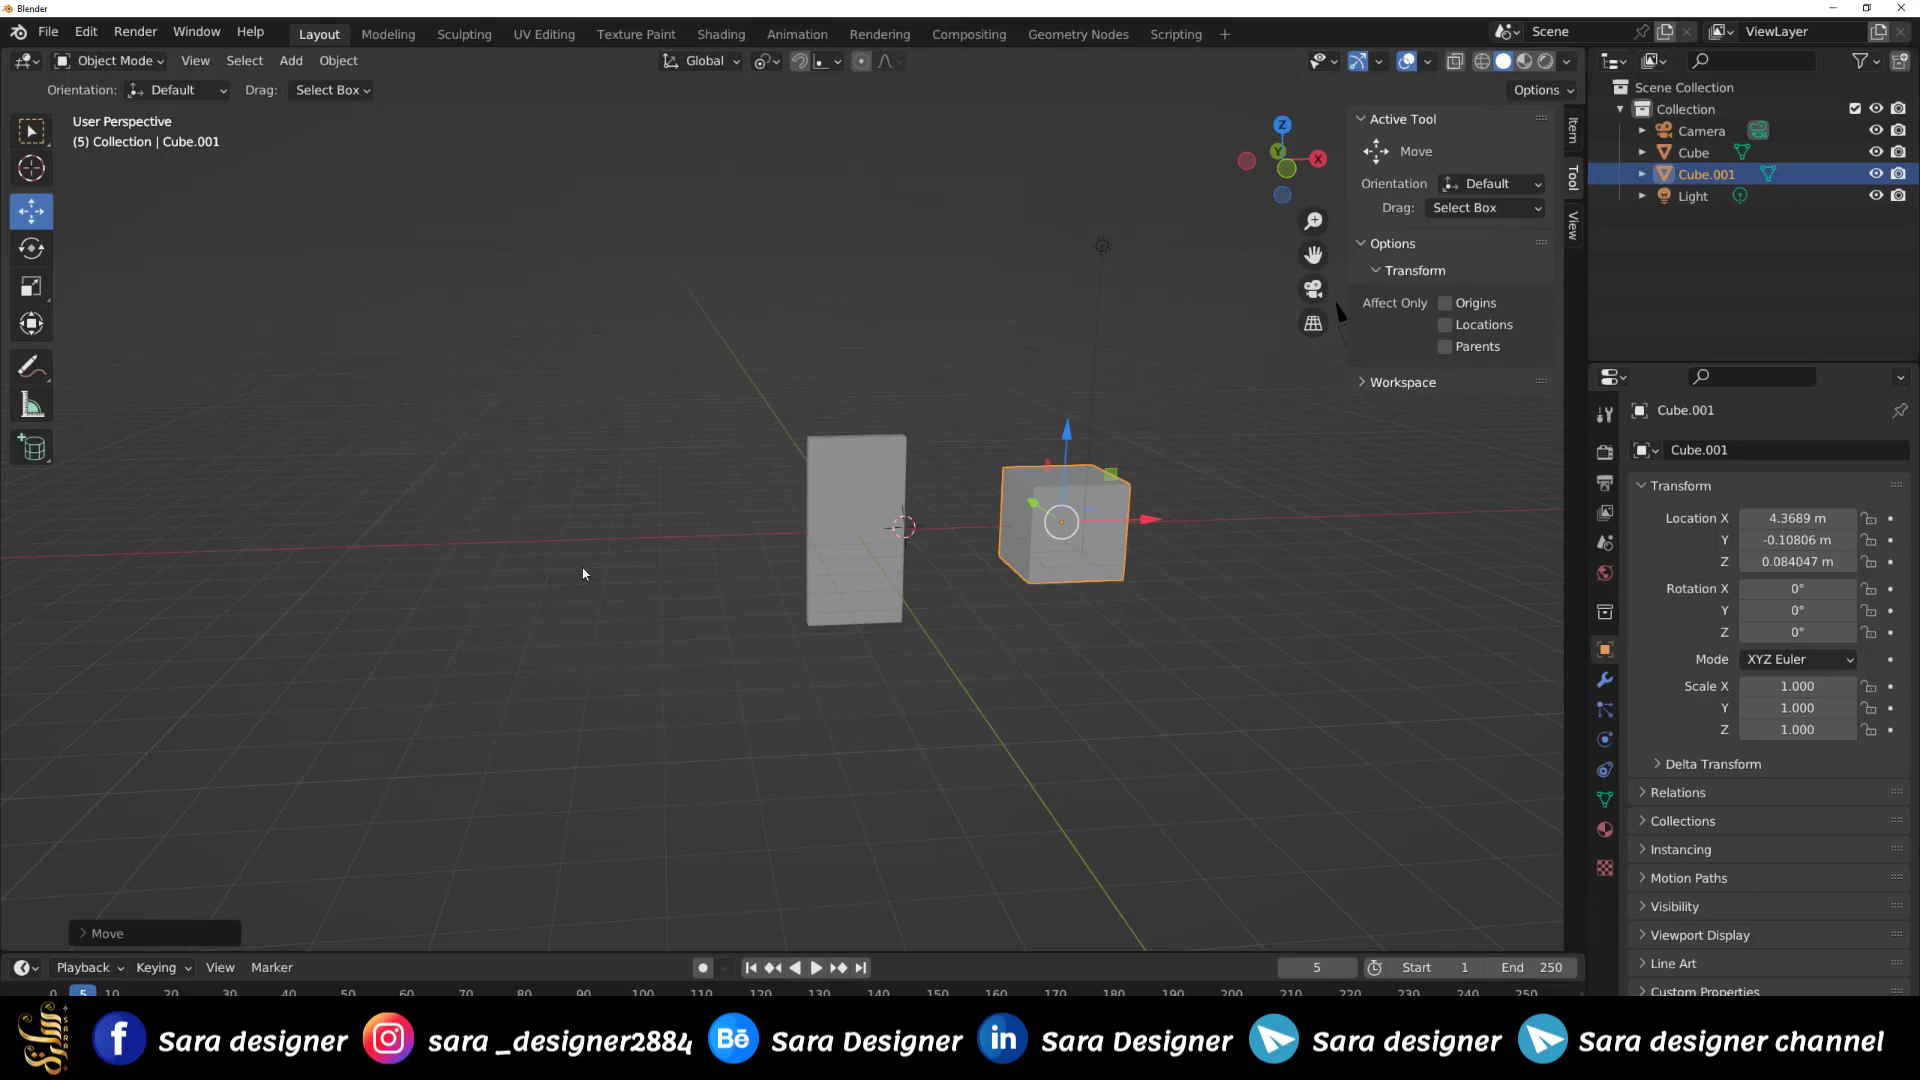 Blender
File Edit Render Window Help
Layout Modeling Sculpting UV Editing Texture Paint Shading Animation Rendering Compositing Geometry Nodes Scripting +
Scene
ViewLayer
Object Mode View Select Add Object
Global
Orientation: Default Drag: Select Box
Options
User Perspective
(5) Collection | Cube.001
Z
Y
X
Active Tool
Move
Orientation Default
Drag: Select Box
Options
Transform
Affect Only Origins
Locations
Parents
Workspace
Item
Tool
View
Scene Collection
Collection
Camera
Cube
Cube.001
Light
Cube.001
Cube.001
Transform
Location X 4.3689 m
Y -0.10806 m
Z 0.084047 m
Rotation X 0°
Y 0°
Z 0°
Mode XYZ Euler
Scale X 1.000
Y 1.000
Z 1.000
Delta Transform
Relations
Collections
Instancing
Motion Paths
Visibility
Viewport Display
Line Art
Custom Properties
Move
Playback Keying View Marker
5
Start 1 End 250
0 5 10 20 30 40 50 60 70 80 90 100 110 120 130 140 150 160 170 180 190 200 210 220 230 240 250
Sara designer
sara _designer2884
Bē Sara Designer
in Sara Designer
Sara designer
Sara designer channel